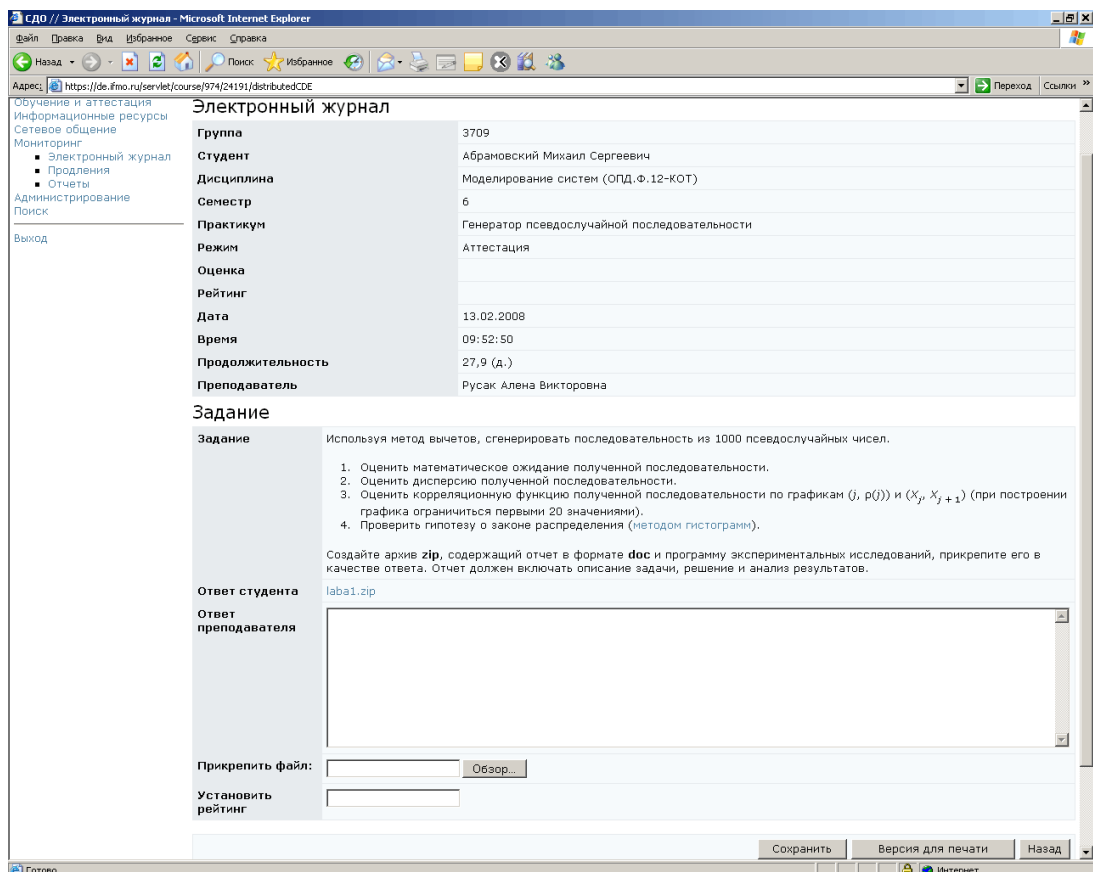 СДО // Электронный журнал - Microsoft Internet Explorer
Файл Правка Вид Избранное Сервис Справка
Назад Поиск Избранное
Адрес: https://de.ifmo.ru/servlet/course/974/24191/distributedCDE Переход Ссылки »
Обучение и аттестация
Информационные ресурсы
Сетевое общение
Мониторинг
Электронный журнал
Продления
Отчеты
Администрирование
Поиск
Выход
Электронный журнал
Группа 3709
Студент Абрамовский Михаил Сергеевич
Дисциплина Моделирование систем (ОПД.Ф.12-КОТ)
Семестр 6
Практикум Генератор псевдослучайной последовательности
Режим Аттестация
Оценка
Рейтинг
Дата 13.02.2008
Время 09:52:50
Продолжительность 27,9 (д.)
Преподаватель Русак Алена Викторовна
Задание
Задание Используя метод вычетов, сгенерировать последовательность из 1000 псевдослучайных чисел.
1. Оценить математическое ожидание полученной последовательности.
2. Оценить дисперсию полученной последовательности.
3. Оценить корреляционную функцию полученной последовательности по графикам (j, ρ(j)) и (X_j, X_{j + 1}) (при построении
графика ограничиться первыми 20 значениями).
4. Проверить гипотезу о законе распределения (методом гистограмм).
Создайте архив zip, содержащий отчет в формате doc и программу экспериментальных исследований, прикрепите его в
качестве ответа. Отчет должен включать описание задачи, решение и анализ результатов.
Ответ студента laba1.zip
Ответ
преподавателя
Прикрепить файл: Обзор...
Установить
рейтинг
Сохранить Версия для печати Назад
Готово Интернет